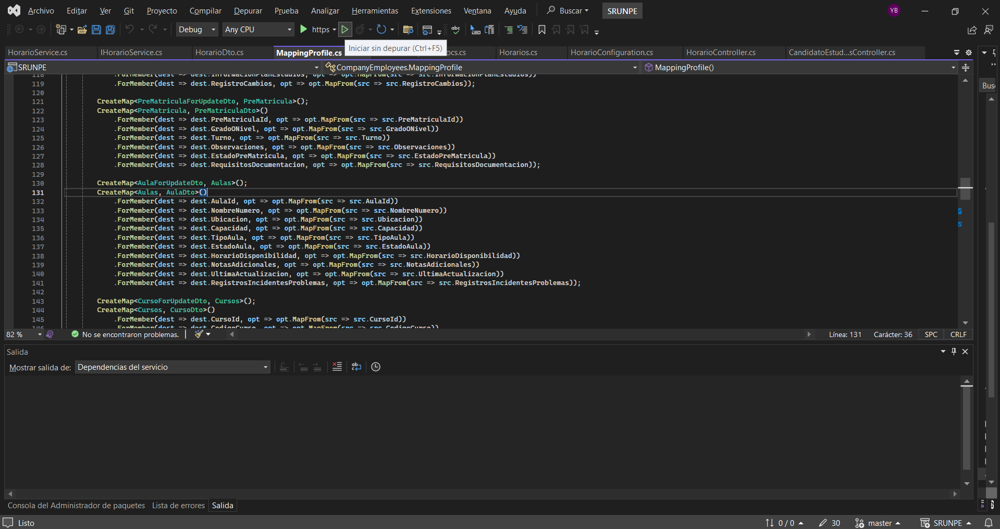 Archivo Editar Ver Git Proyecto Compilar Depurar Prueba Analizar Herramientas Extensiones Ventana Ayuda Buscar SRUNPE YB
Debug Any CPU https
Iniciar sin depurar (Ctrl+F5)
HorarioService.cs IHorarioService.cs HorarioDto.cs MappingProfile.cs ocs.cs Horarios.cs HorarioConfiguration.cs HorarioController.cs CandidatoEstud...sController.cs
SRUNPE CompanyEmployees.MappingProfile MappingProfile()
Bus
118 .ForMember(dest => dest.InformacionPlanEstudios, opt => opt.MapFrom(src => src.InformacionPlanEstudios))
119 .ForMember(dest => dest.RegistroCambios, opt => opt.MapFrom(src => src.RegistroCambios));
120
121 CreateMap<PreMatriculaForUpdateDto, PreMatricula>();
122 CreateMap<PreMatricula, PreMatriculaDto>()
123 .ForMember(dest => dest.PreMatriculaId, opt => opt.MapFrom(src => src.PreMatriculaId))
124 .ForMember(dest => dest.GradoONivel, opt => opt.MapFrom(src => src.GradoONivel))
125 .ForMember(dest => dest.Turno, opt => opt.MapFrom(src => src.Turno))
126 .ForMember(dest => dest.Observaciones, opt => opt.MapFrom(src => src.Observaciones))
127 .ForMember(dest => dest.EstadoPreMatricula, opt => opt.MapFrom(src => src.EstadoPreMatricula))
128 .ForMember(dest => dest.RequisitosDocumentacion, opt => opt.MapFrom(src => src.RequisitosDocumentacion));
129
130 CreateMap<AulaForUpdateDto, Aulas>();
131 CreateMap<Aulas, AulaDto>()
132 .ForMember(dest => dest.AulaId, opt => opt.MapFrom(src => src.AulaId))
133 .ForMember(dest => dest.NombreNumero, opt => opt.MapFrom(src => src.NombreNumero))
134 .ForMember(dest => dest.Ubicacion, opt => opt.MapFrom(src => src.Ubicacion))
135 .ForMember(dest => dest.Capacidad, opt => opt.MapFrom(src => src.Capacidad))
136 .ForMember(dest => dest.TipoAula, opt => opt.MapFrom(src => src.TipoAula))
137 .ForMember(dest => dest.EstadoAula, opt => opt.MapFrom(src => src.EstadoAula))
138 .ForMember(dest => dest.HorarioDisponibilidad, opt => opt.MapFrom(src => src.HorarioDisponibilidad))
139 .ForMember(dest => dest.NotasAdicionales, opt => opt.MapFrom(src => src.NotasAdicionales))
140 .ForMember(dest => dest.UltimaActualizacion, opt => opt.MapFrom(src => src.UltimaActualizacion))
141 .ForMember(dest => dest.RegistrosIncidentesProblemas, opt => opt.MapFrom(src => src.RegistrosIncidentesProblemas));
142
143 CreateMap<CursoForUpdateDto, Cursos>();
144 CreateMap<Cursos, CursoDto>()
145 .ForMember(dest => dest.CursoId, opt => opt.MapFrom(src => src.CursoId))
146 .ForMember(dest => dest.CodigoCurso, opt => opt.MapFrom(src => src.CodigoCurso))
82 % No se encontraron problemas. Línea: 131 Carácter: 36 SPC CRLF
Salida
Mostrar salida de: Dependencias del servicio
Consola del Administrador de paquetes Lista de errores Salida
Listo 0 / 0 30 master SRUNPE